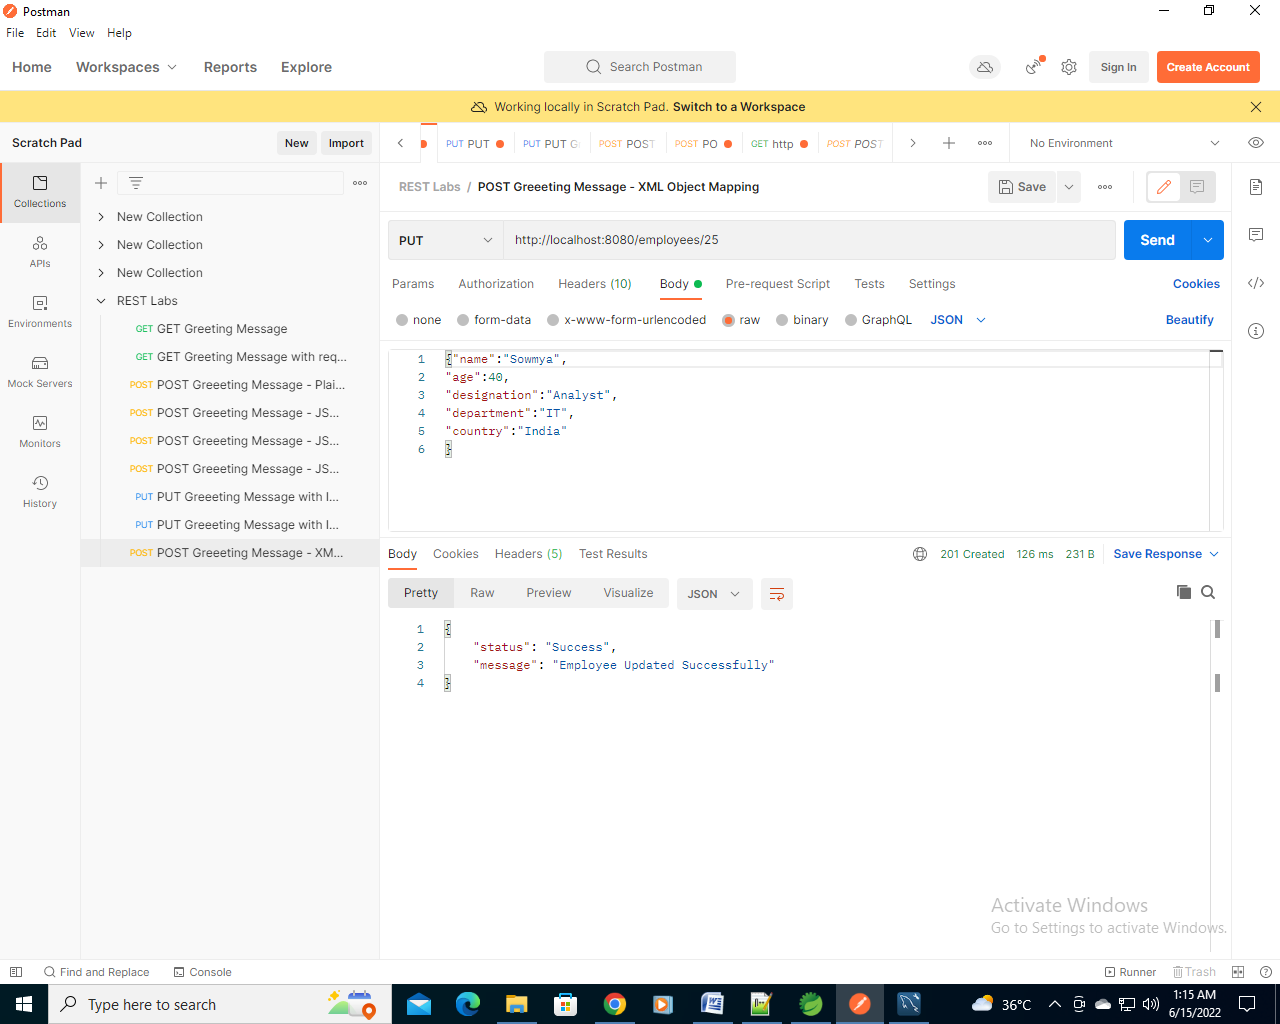 Postman
File Edit View Help
Home Workspaces Reports Explore Search Postman Sign In Create Account
Working locally in Scratch Pad. Switch to a Workspace
Scratch Pad New Import PUT PUT PUT PUT G POST POST POST PO GET http POST POST No Environment
REST Labs / POST Greeeting Message - XML Object Mapping Save
Collections
APIs
Environments
Mock Servers
Monitors
History
New Collection
New Collection
New Collection
REST Labs
GET GET Greeting Message
GET GET Greeting Message with req...
POST POST Greeeting Message - Plai...
POST POST Greeeting Message - JS...
POST POST Greeeting Message - JS...
POST POST Greeeting Message - JS...
PUT PUT Greeeting Message with I...
PUT PUT Greeeting Message with I...
POST POST Greeeting Message - XM...
PUT http://localhost:8080/employees/25 Send
Params Authorization Headers (10) Body Pre-request Script Tests Settings Cookies
none form-data x-www-form-urlencoded raw binary GraphQL JSON Beautify
1 {"name":"Sowmya",
2 "age":40,
3 "designation":"Analyst",
4 "department":"IT",
5 "country":"India"
6 }
Body Cookies Headers (5) Test Results 201 Created 126 ms 231 B Save Response
Pretty Raw Preview Visualize JSON
1 {
2 "status": "Success",
3 "message": "Employee Updated Successfully"
4 }
Activate Windows
Go to Settings to activate Windows.
Find and Replace Console Runner Trash
Type here to search 36°C 1:15 AM
6/15/2022